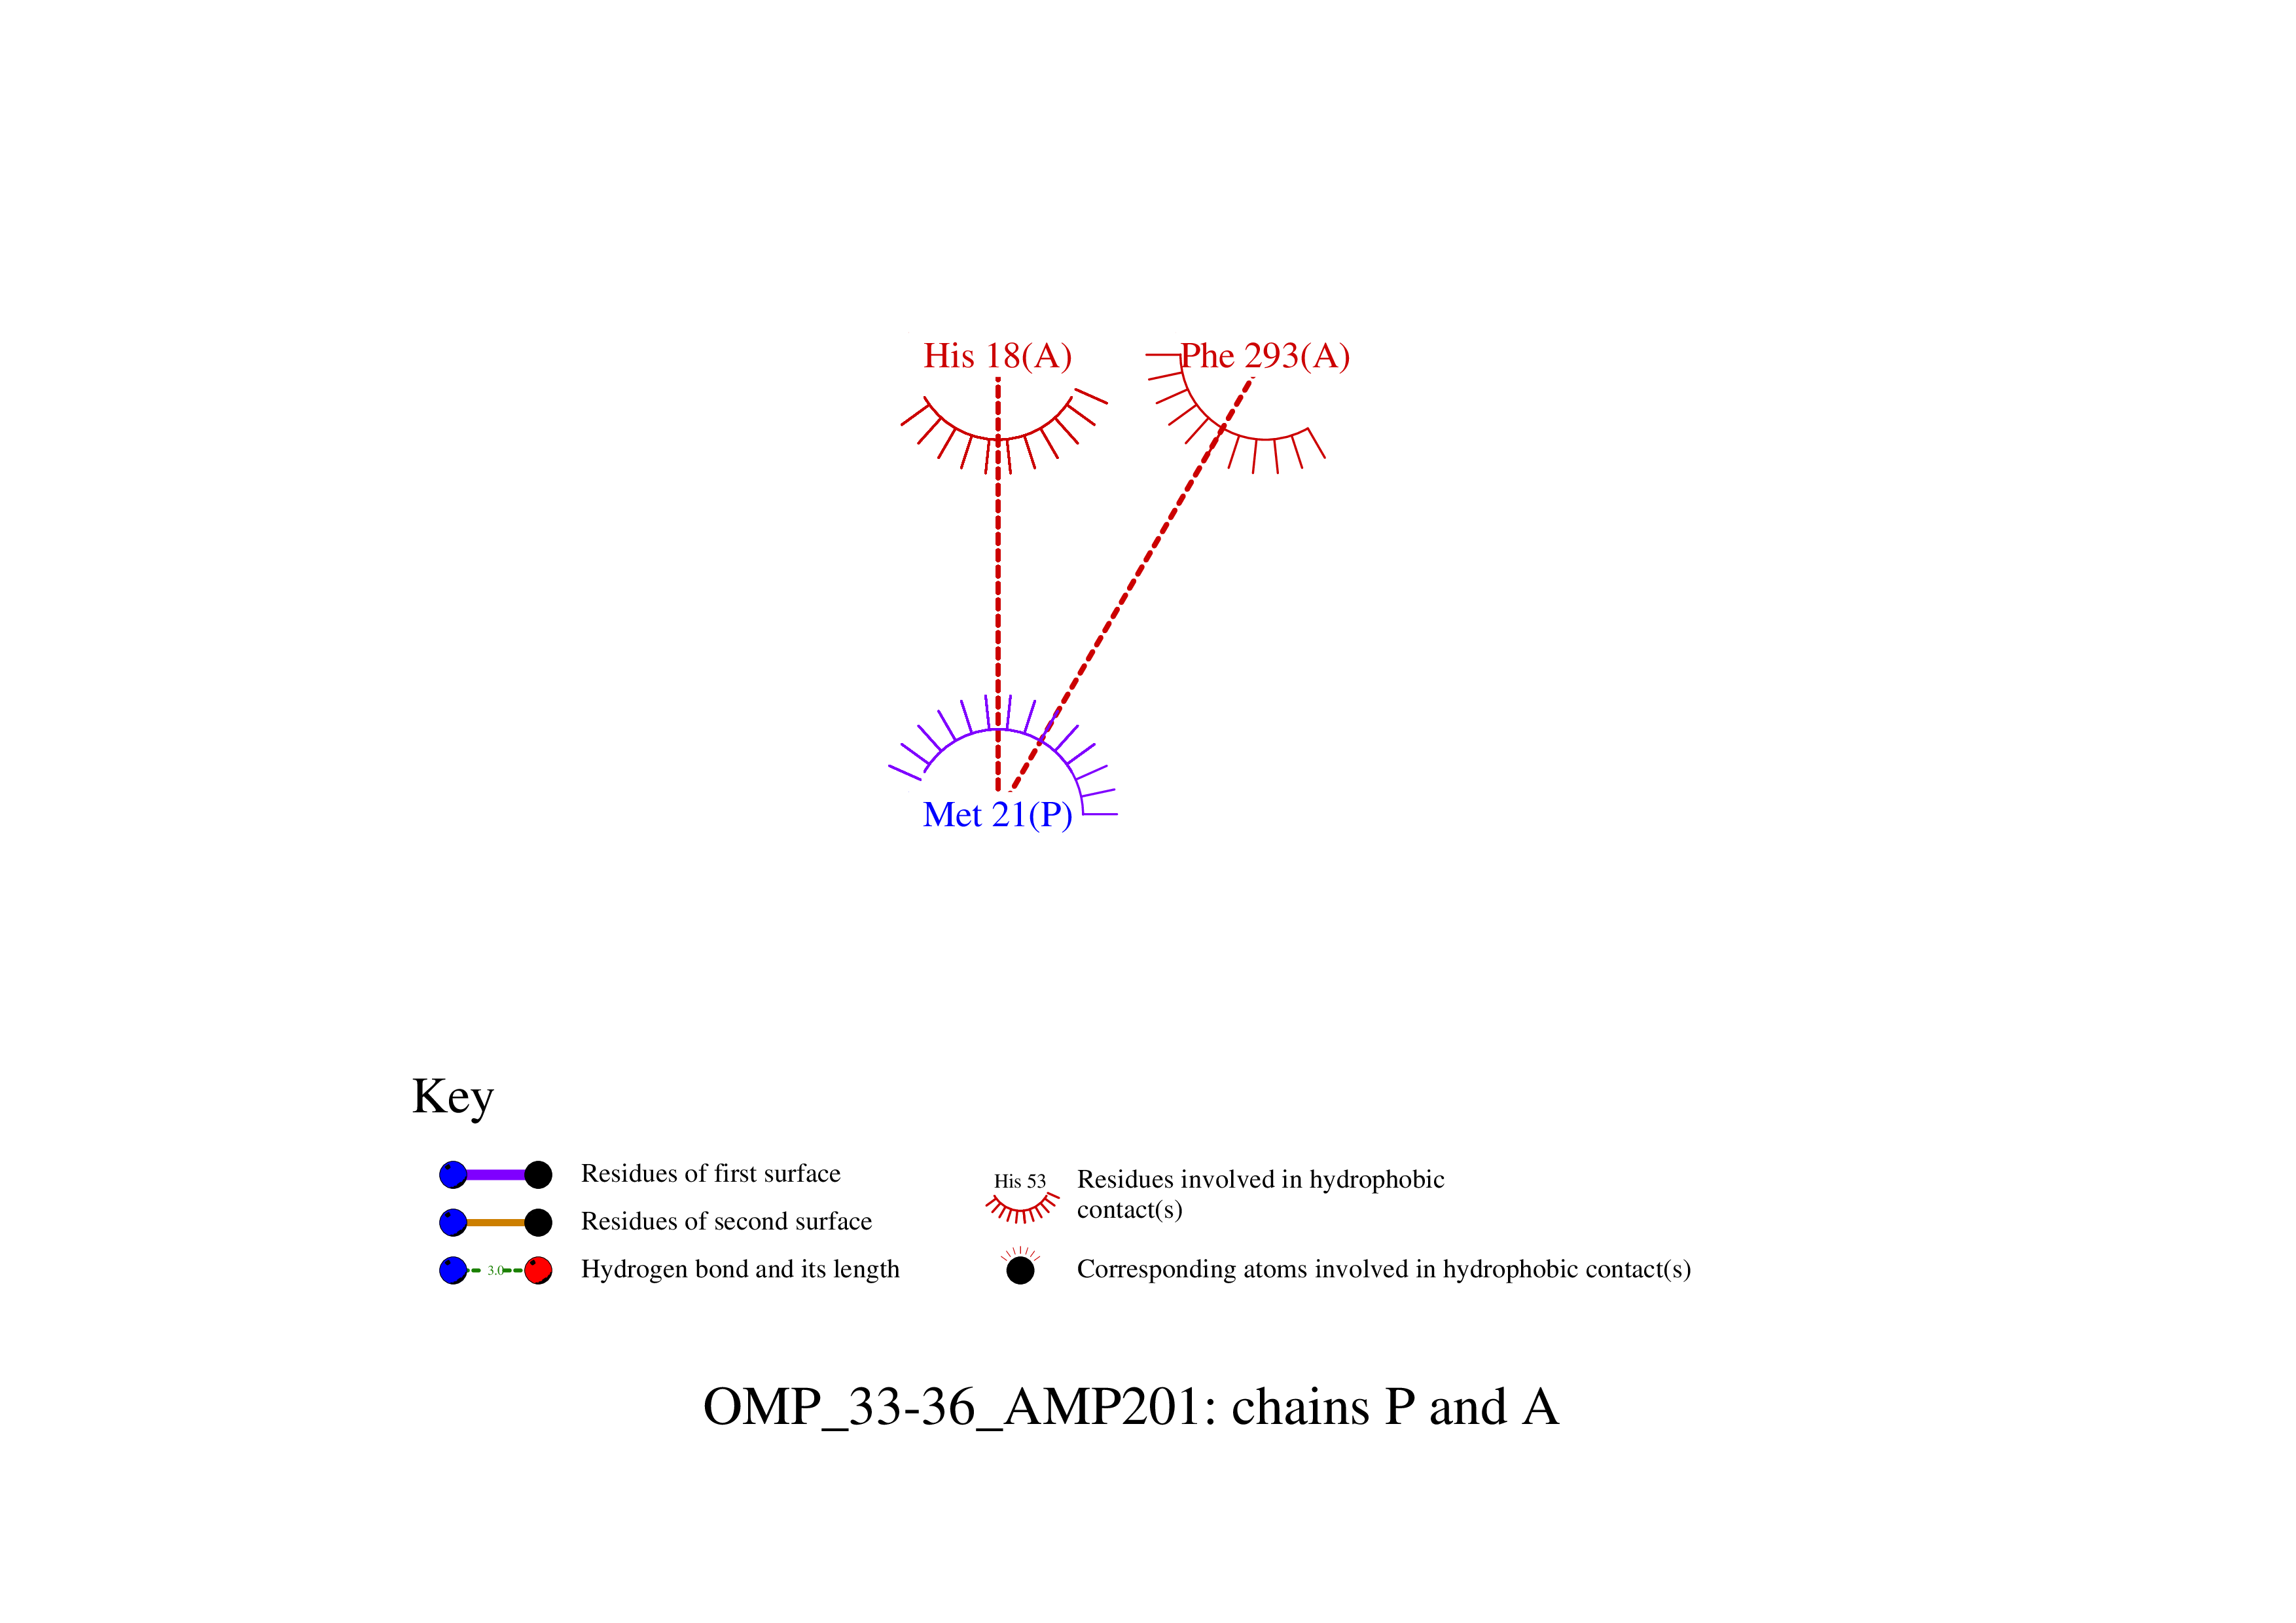 His 18(A)
Phe 293(A)
Met 21(P)
Key
Residues of first surface
Residues of second surface
3.0
Hydrogen bond and its length
His 53
Residues involved in hydrophobic
contact(s)
Corresponding atoms involved in hydrophobic contact(s)
OMP_33-36_AMP201: chains P and A